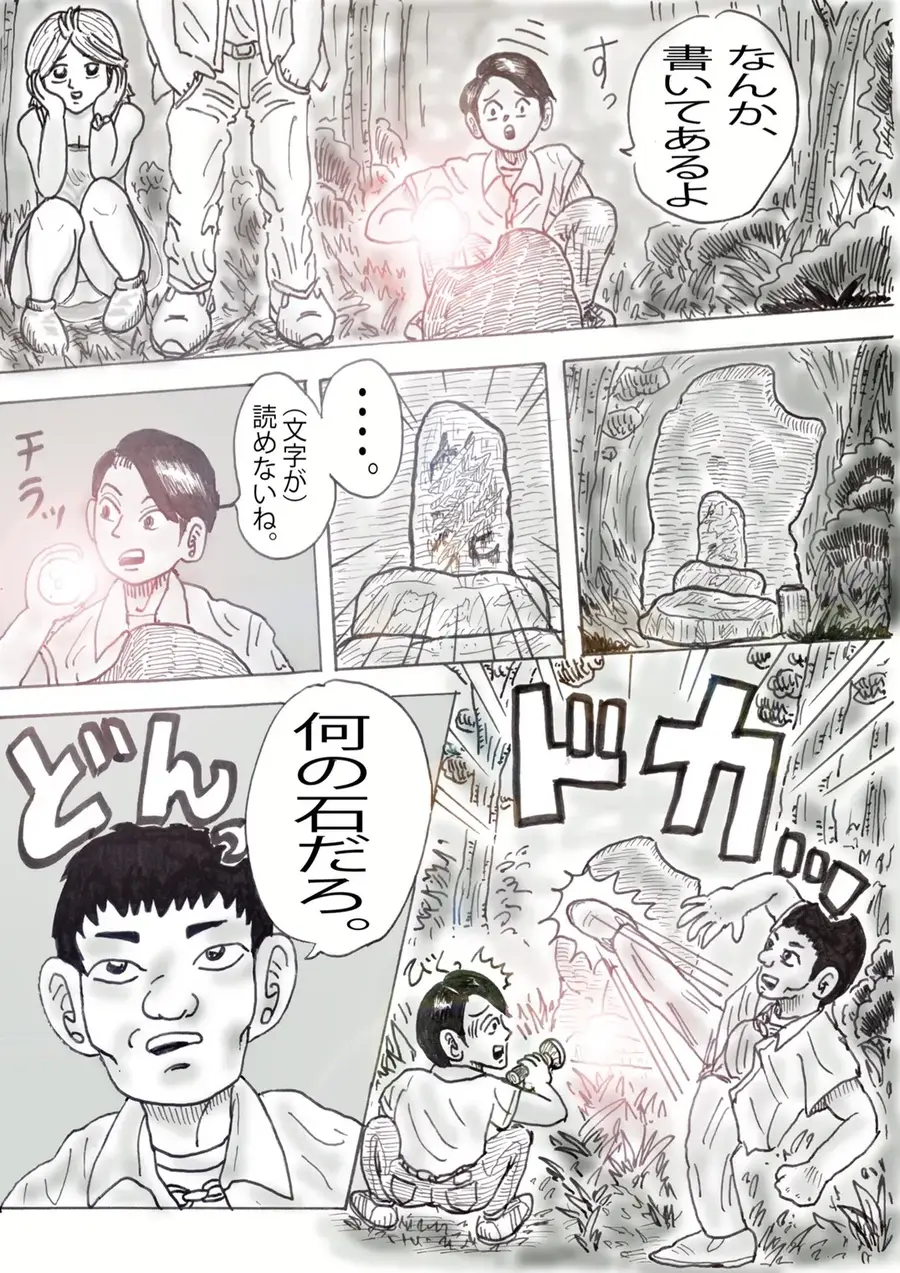 なんか、
書いてあるよ
すっ
・・・・。
(文字が)
読めないね。
チラッ
ドカッ
びくっ
何の石だろ。
どんっ